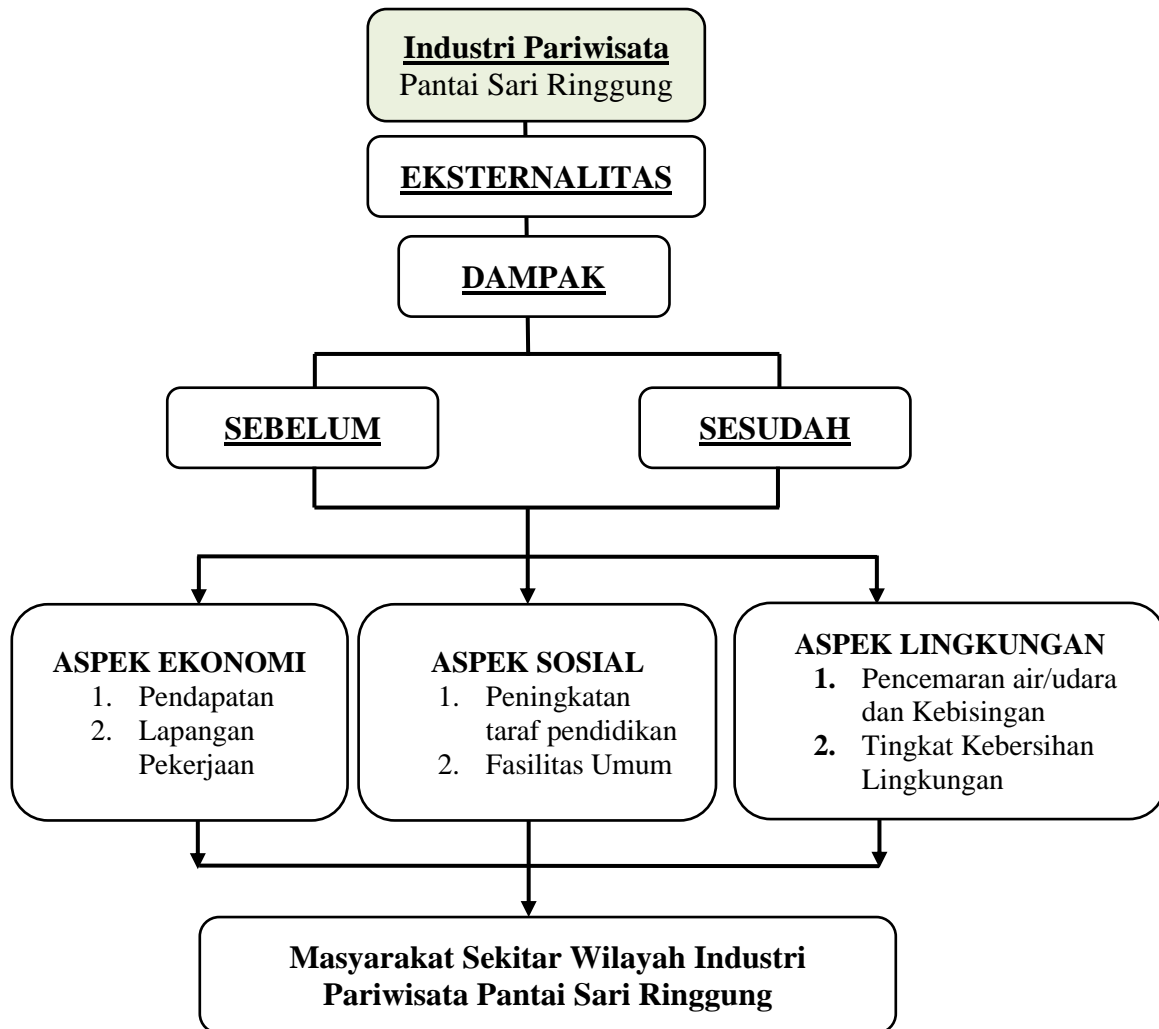 Industri Pariwisata
Pantai Sari Ringgung
EKSTERNALITAS
DAMPAK
SEBELUM
SESUDAH
ASPEK EKONOMI
1. Pendapatan
2. Lapangan
Pekerjaan
ASPEK SOSIAL
1. Peningkatan
taraf pendidikan
2. Fasilitas Umum
ASPEK LINGKUNGAN
1. Pencemaran air/udara
dan Kebisingan
2. Tingkat Kebersihan
Lingkungan
Masyarakat Sekitar Wilayah Industri
Pariwisata Pantai Sari Ringgung